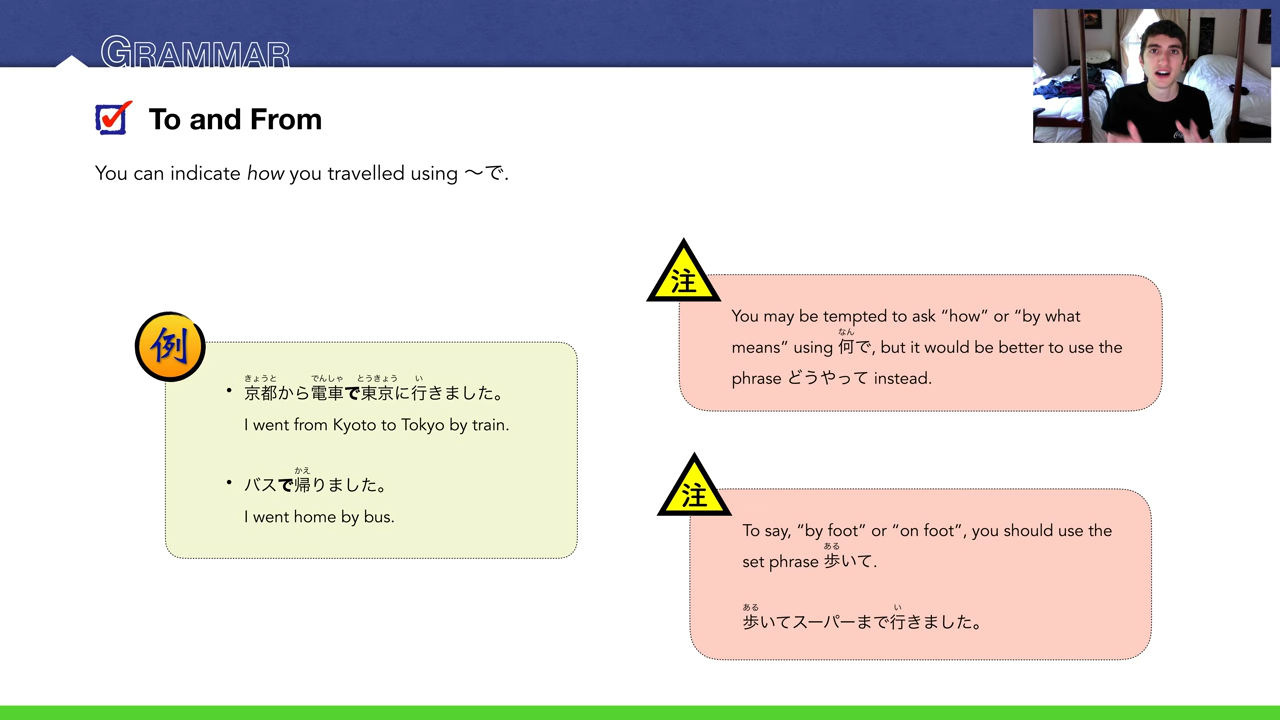 GRAMMAR
To and From
You can indicate how you travelled using 〜で.
例
きょうと でんしゃ とうきょう い
• 京都から電車で東京に行きました。
I went from Kyoto to Tokyo by train.
かえ
• バスで帰りました。
I went home by bus.
注
You may be tempted to ask “how” or “by what
なん
means” using 何で, but it would be better to use the
phrase どうやって instead.
注
To say, “by foot” or “on foot”, you should use the
ある
set phrase 歩いて.
ある い
歩いてスーパーまで行きました。